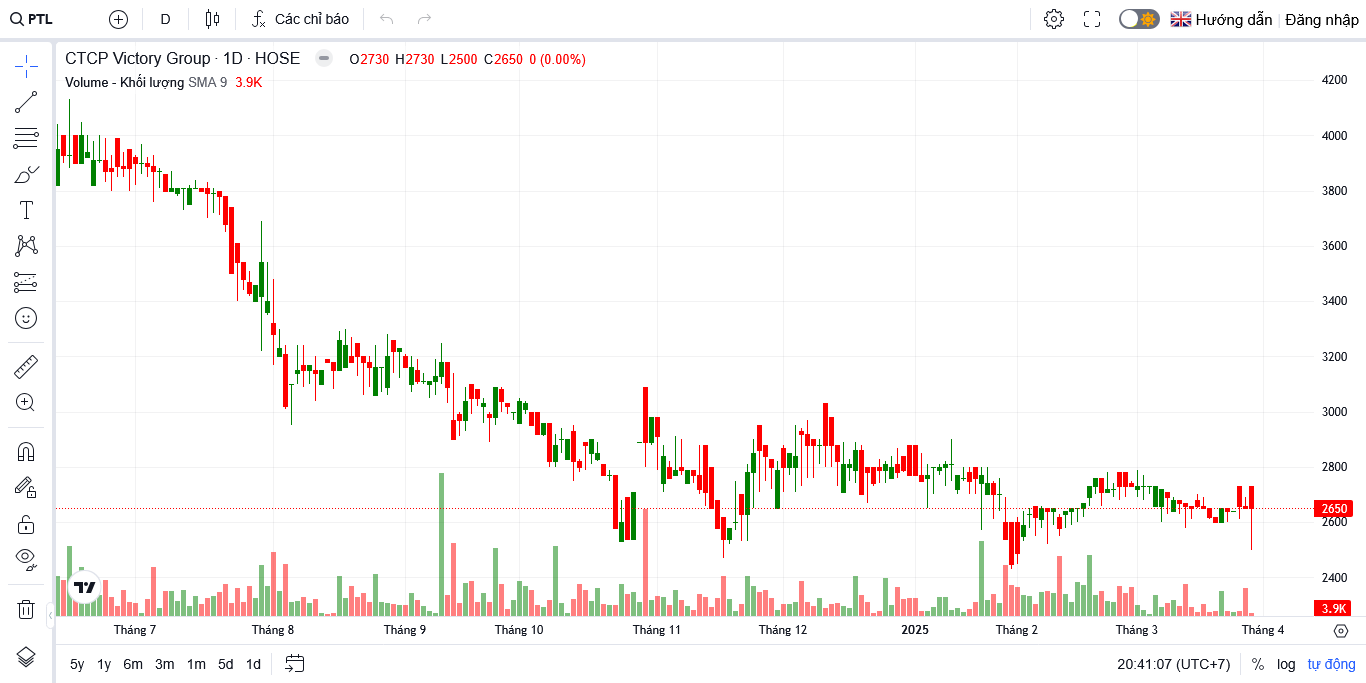 PTL D Các chỉ báo Hướng dẫn Đăng nhập
CTCP Victory Group · 1D · HOSE O2730 H2730 L2500 C2650 0 (0.00%)
Volume - Khối lượng SMA 9 3.9K
4200
4000
3800
3600
3400
3200
3000
2800
2650
2600
2400
3.9K
Tháng 7 Tháng 8 Tháng 9 Tháng 10 Tháng 11 Tháng 12 2025 Tháng 2 Tháng 3 Tháng 4
5y 1y 6m 3m 1m 5d 1d 20:41:07 (UTC+7) % log tự động